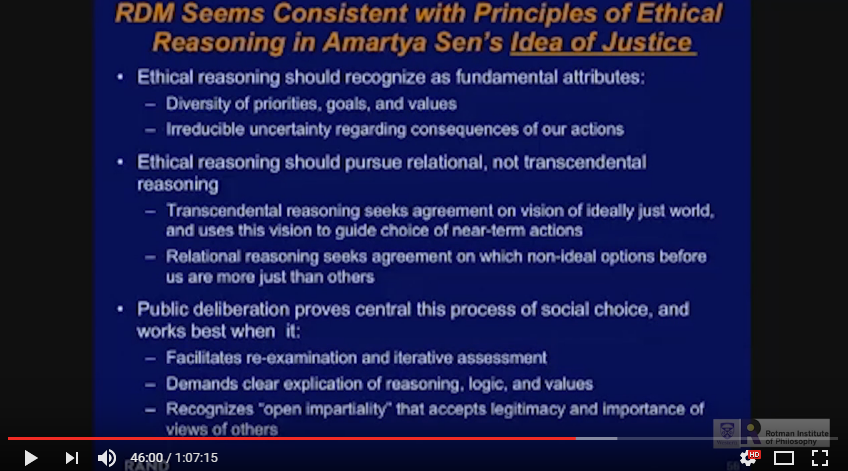 RDM Seems Consistent with Principles of Ethical
Reasoning in Amartya Sen's Idea of Justice
• Ethical reasoning should recognize as fundamental attributes:
– Diversity of priorities, goals, and values
– Irreducible uncertainty regarding consequences of our actions
• Ethical reasoning should pursue relational, not transcendental
reasoning
– Transcendental reasoning seeks agreement on vision of ideally just world,
and uses this vision to guide choice of near-term actions
– Relational reasoning seeks agreement on which non-ideal options before
us are more just than others
• Public deliberation proves central this process of social choice, and
works best when it:
– Facilitates re-examination and iterative assessment
– Demands clear explication of reasoning, logic, and values
– Recognizes "open impartiality" that accepts legitimacy and importance of
views of others
Rotman Institute
of Philosophy
46:00 / 1:07:15
HD
RAND